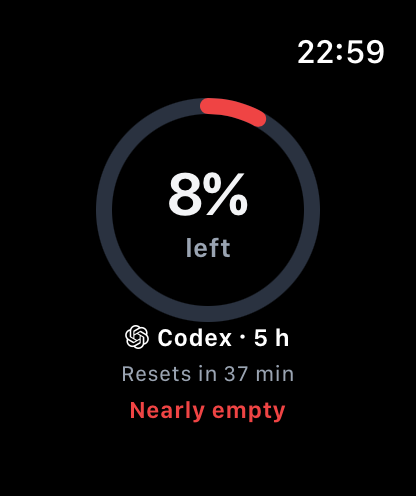 22:59
8%
left
Codex · 5 h
Resets in 37 min
Nearly empty